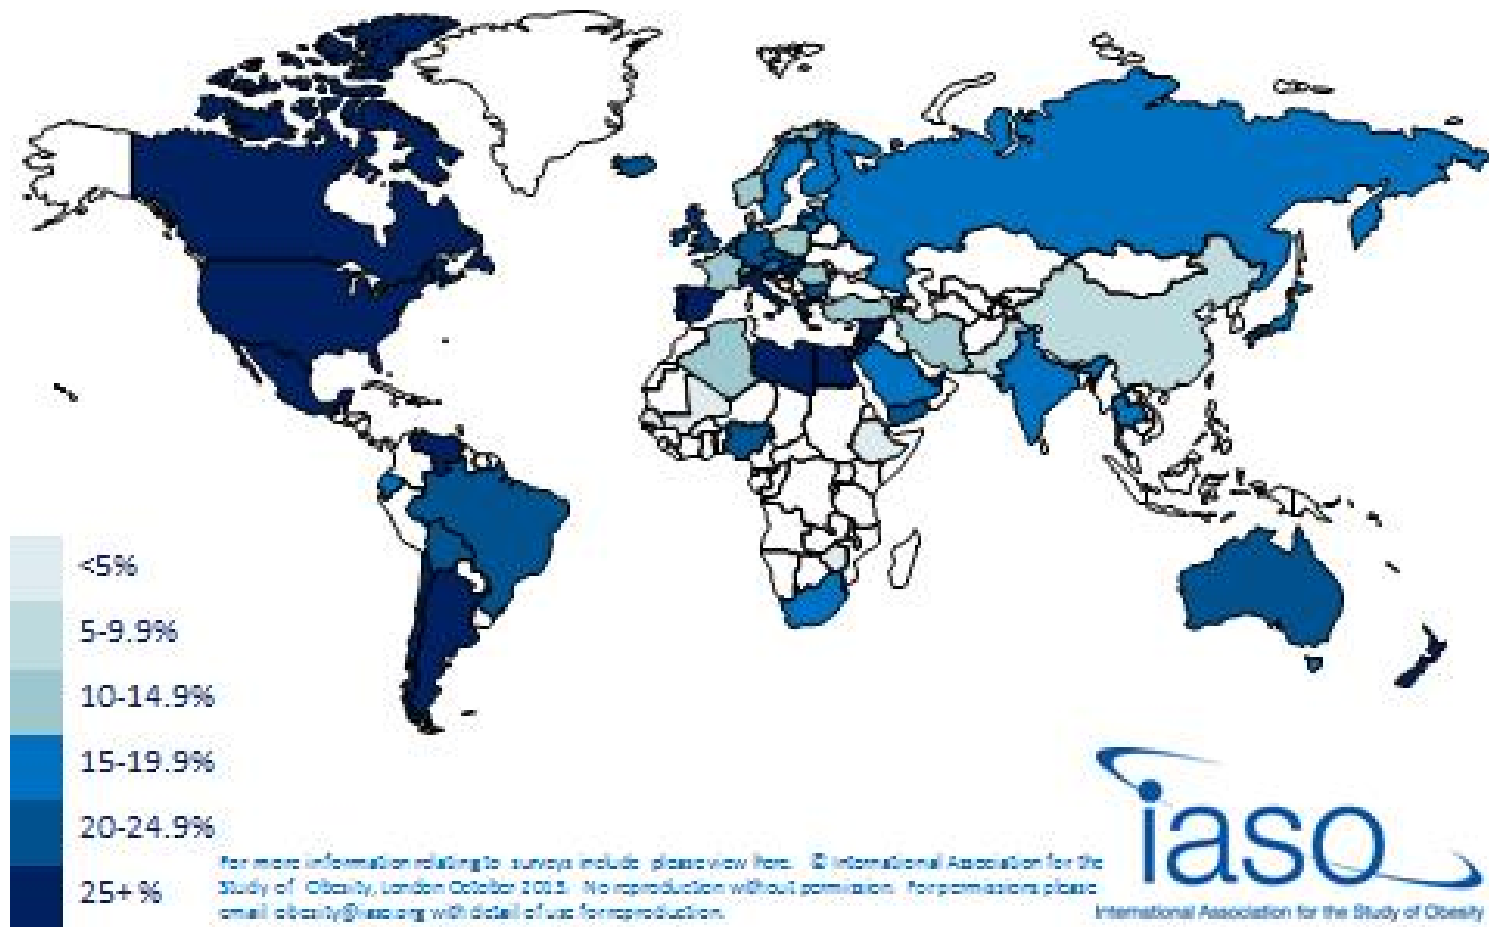 <5%
5-9.9%
10-14.9%
15-19.9%
20-24.9%
25+%
For more information relating to surveys include please view here. © International Association for the
Study of Obesity, London October 2013. No reproduction without permission. For permissions please
email obesity@iaso.org with detail of use for reproduction.
iaso
International Association for the Study of Obesity